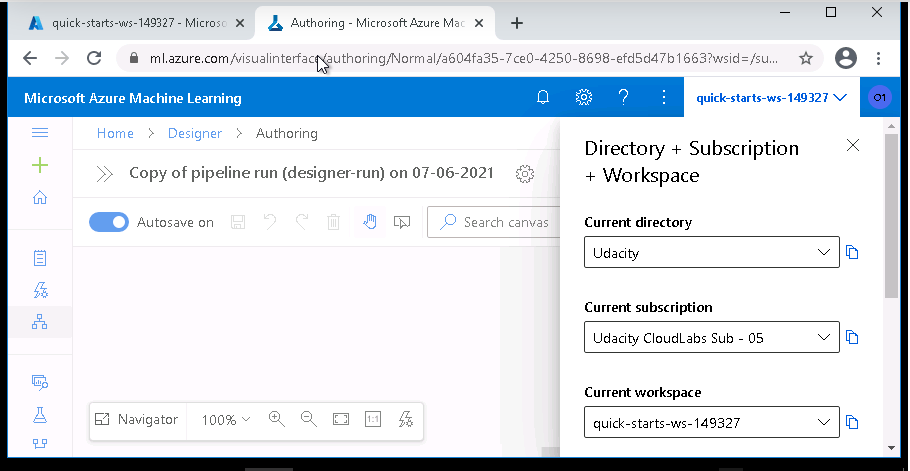 quick-starts-ws-149327 - Microso
Authoring - Microsoft Azure Mac
ml.azure.com/visualinterface/authoring/Normal/a604fa35-7ce0-4250-8698-efd5d47b1663?wsid=/su...
Microsoft Azure Machine Learning
quick-starts-ws-149327
O1
Home > Designer > Authoring
Copy of pipeline run (designer-run) on 07-06-2021
Autosave on
Search canvas
Navigator
100%
1:1
Directory + Subscription
+ Workspace
Current directory
Udacity
Current subscription
Udacity CloudLabs Sub - 05
Current workspace
quick-starts-ws-149327